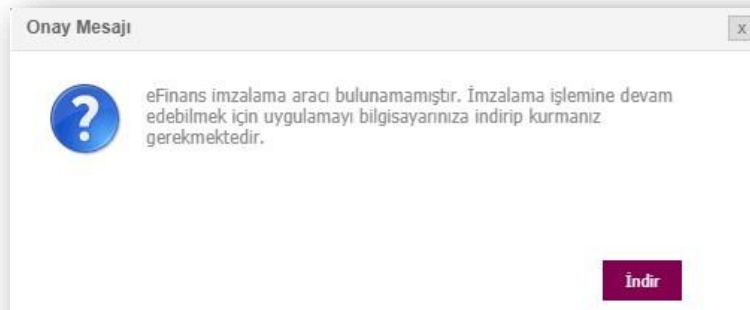 Onay Mesajı
x
eFinans imzalama aracı bulunamamıştır. İmzalama işlemine devam
edebilmek için uygulamayı bilgisayarınıza indirip kurmanız
gerekmektedir.
İndir